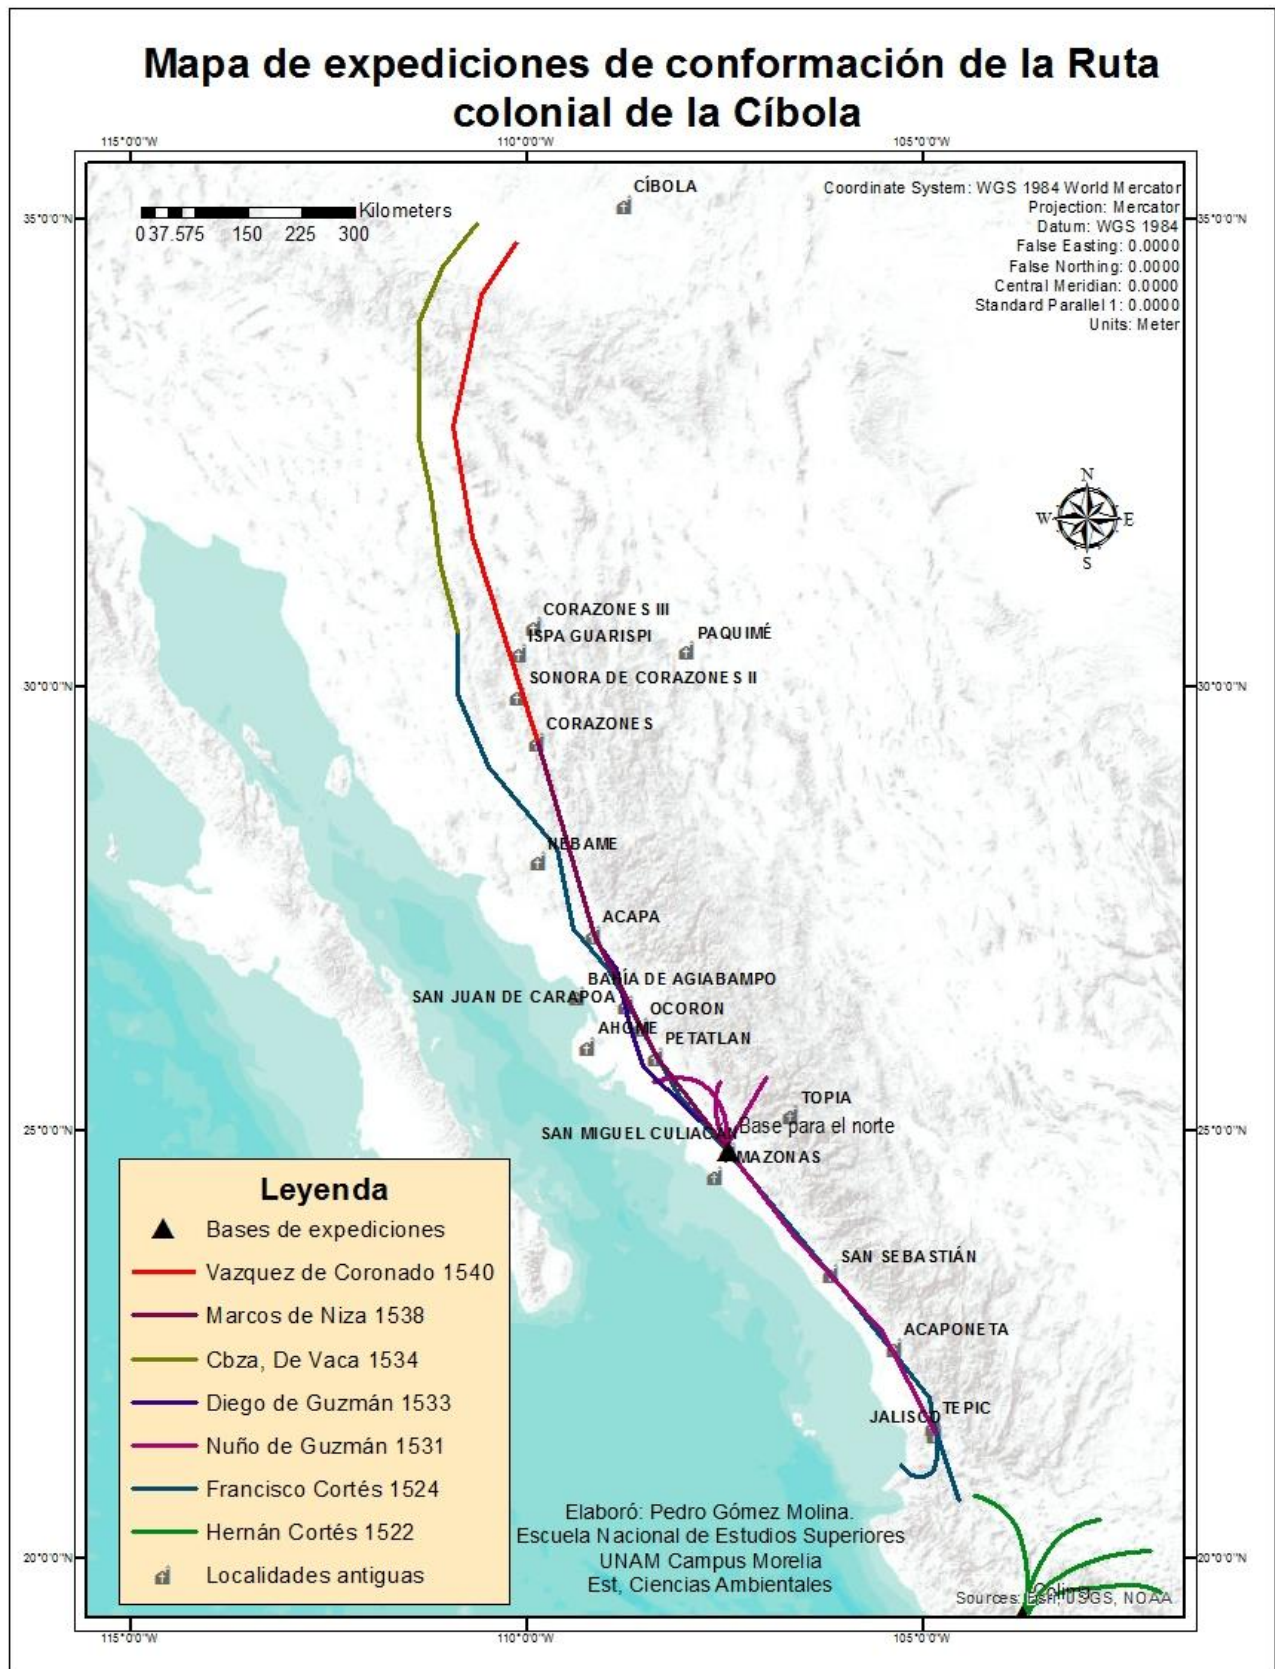 Mapa de expediciones de conformación de la Ruta
colonial de la Cíbola
115°0'0"W 110°0'0"W 105°0'0"W
CÍBOLA
Coordinate System: WGS 1984 World Mercator
Projection: Mercator
Datum: WGS 1984
False Easting: 0.0000
False Northing: 0.0000
Central Meridian: 0.0000
Standard Parallel 1: 0.0000
Units: Meter
Kilometers
0 37.5 75 150 225 300
35°0'0"N 35°0'0"N
N
W E
S
CORAZONES III
ISPA GUARISPI
PAQUIMÉ
SONORA DE CORAZONES II
30°0'0"N 30°0'0"N
CORAZONES
NEBAME
ACAPA
BAHÍA DE AGIABAMPO
SAN JUAN DE CARAPOA
OCORON
AHOME
PETATLAN
TOPIA
Base para el norte
SAN MIGUEL CULIACAN
25°0'0"N 25°0'0"N
AMAZONAS
SAN SEBASTIÁN
ACAPONETA
TEPIC
JALISCO
Leyenda
Bases de expediciones
Vazquez de Coronado 1540
Marcos de Niza 1538
Cbza, De Vaca 1534
Diego de Guzmán 1533
Nuño de Guzmán 1531
Francisco Cortés 1524
Hernán Cortés 1522
Localidades antiguas
Elaboró: Pedro Gómez Molina.
Escuela Nacional de Estudios Superiores
UNAM Campus Morelia
Est, Ciencias Ambientales
20°0'0"N 20°0'0"N
Colima
Sources: Esri, USGS, NOAA
115°0'0"W 110°0'0"W 105°0'0"W